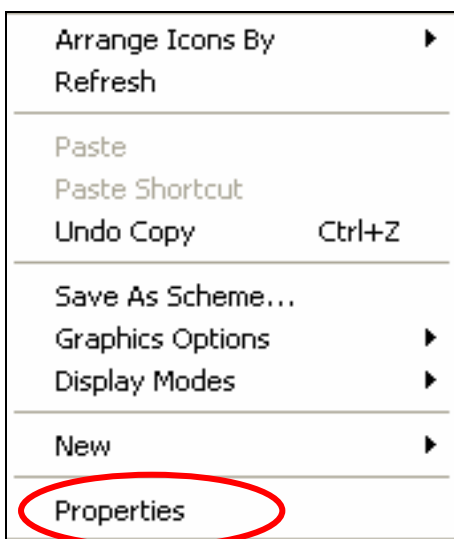 Arrange Icons By
Refresh
Paste
Paste Shortcut
Undo Copy Ctrl+Z
Save As Scheme...
Graphics Options
Display Modes
New
Properties